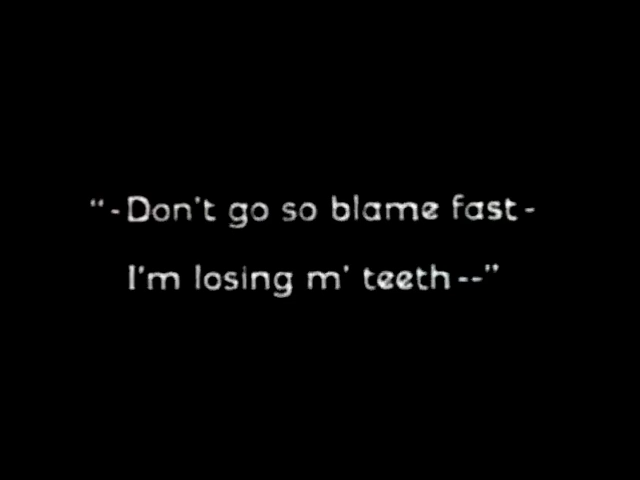 "-Don't go so blame fast-
I'm losing m' teeth--"